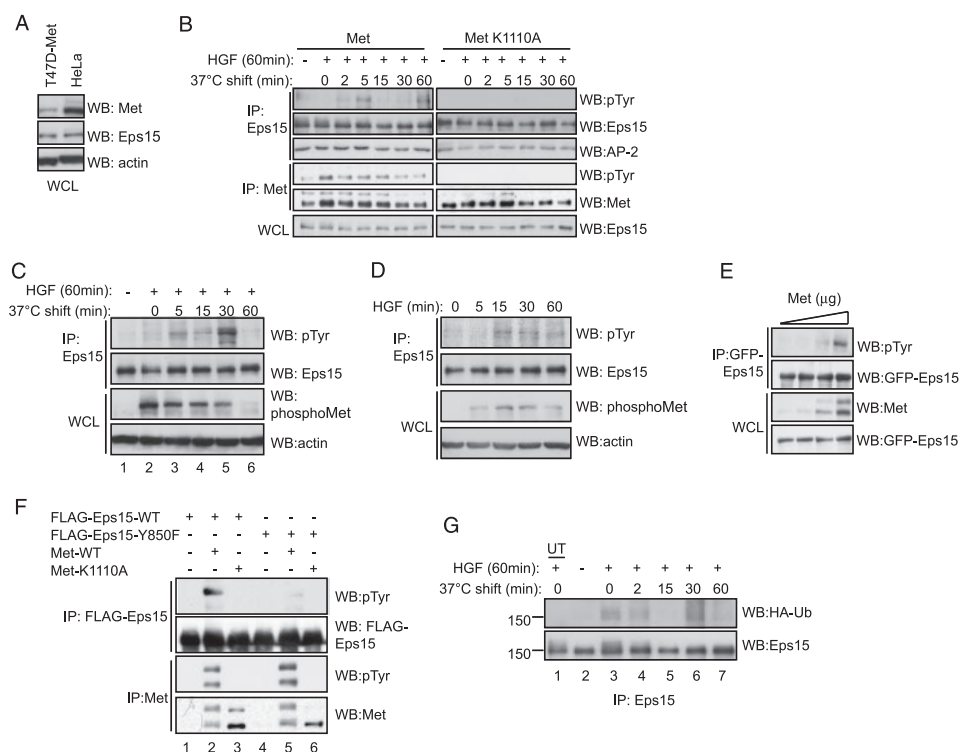 A
T47D-Met
HeLa
WB: Met
WB: Eps15
WB: actin
WCL
B
Met
Met K1110A
HGF (60min): - + + + + + + - + + + + + +
37°C shift (min): 0 2 5 15 30 60 0 2 5 15 30 60
IP: Eps15
WB:pTyr
WB:Eps15
WB:AP-2
IP: Met
WB:pTyr
WB:Met
WCL
WB:Eps15
C
HGF (60min): - + + + + +
37°C shift (min): 0 5 15 30 60
IP: Eps15
WB: pTyr
WB: Eps15
WCL
WB: phosphoMet
WB:actin
1 2 3 4 5 6
D
HGF (min): 0 5 15 30 60
IP: Eps15
WB: pTyr
WB: Eps15
WCL
WB: phosphoMet
WB:actin
E
Met (µg)
IP:GFP-Eps15
WB:pTyr
WB:GFP-Eps15
WCL
WB:Met
WB:GFP-Eps15
F
FLAG-Eps15-WT + + + - - -
FLAG-Eps15-Y850F - - - + + +
Met-WT - + - - + -
Met-K1110A - - + - - +
IP: FLAG-Eps15
WB:pTyr
WB: FLAG-Eps15
IP:Met
WB:pTyr
WB:Met
1 2 3 4 5 6
G
UT
HGF (60min): + - + + + + +
37°C shift (min): 0 0 2 15 30 60
150
WB:HA-Ub
150
WB:Eps15
1 2 3 4 5 6 7
IP: Eps15